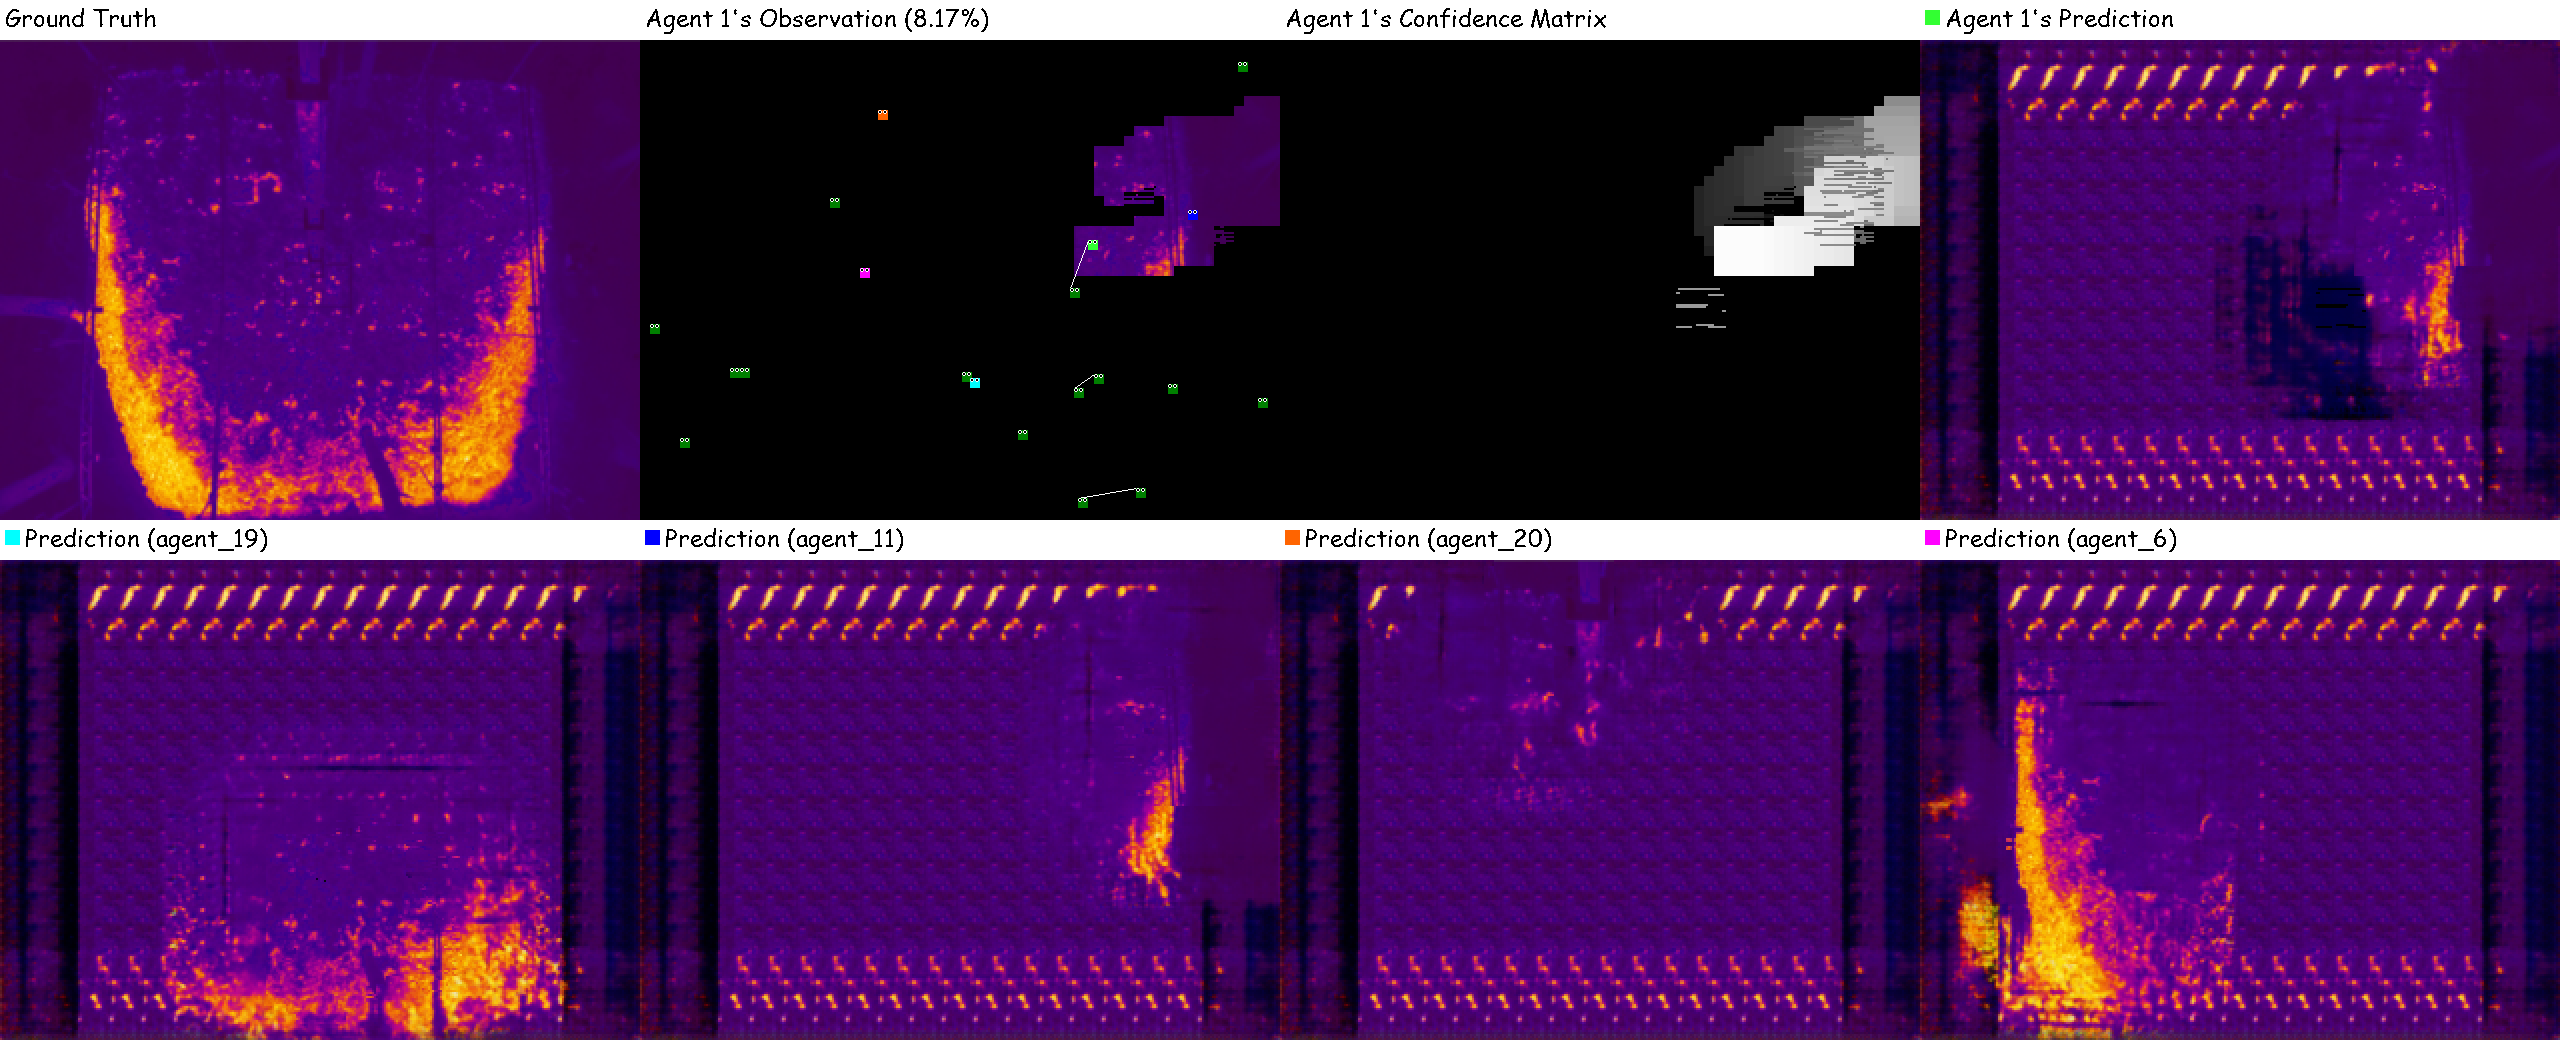 Ground Truth
Agent 1's Observation (8.17%)
Agent 1's Confidence Matrix
Agent 1's Prediction
Prediction (agent_19)
Prediction (agent_11)
Prediction (agent_20)
Prediction (agent_6)